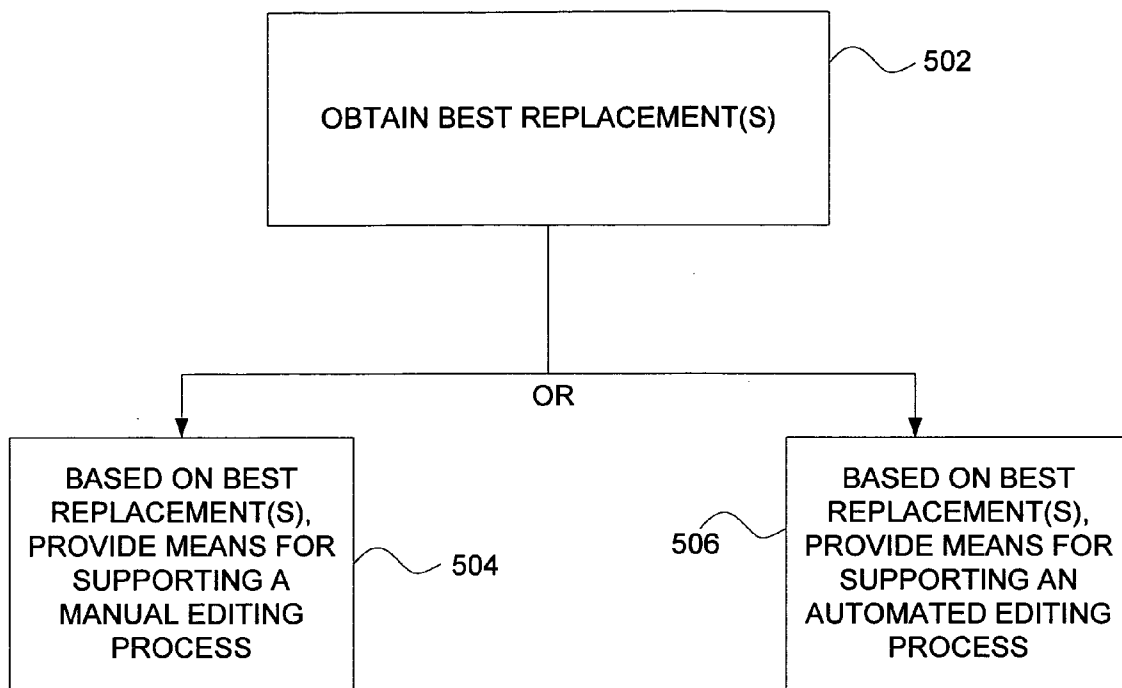 502
OBTAIN BEST REPLACEMENT(S)
OR
BASED ON BEST
REPLACEMENT(S),
PROVIDE MEANS FOR
SUPPORTING A
MANUAL EDITING
PROCESS
504
506
BASED ON BEST
REPLACEMENT(S),
PROVIDE MEANS FOR
SUPPORTING AN
AUTOMATED EDITING
PROCESS